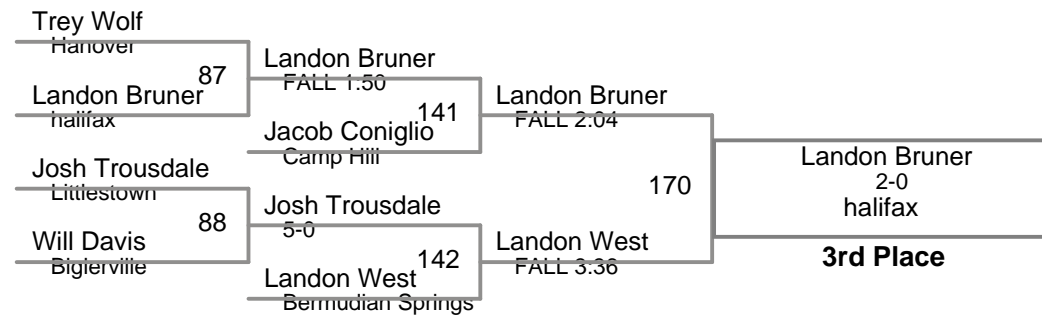 Trey Wolf
Hanover
87
Landon Bruner
halifax
Josh Trousdale
Littlestown
88
Will Davis
Biglerville
Landon Bruner
FALL 1:50
141
Jacob Coniglio
Camp Hill
Josh Trousdale
5-0
142
Landon West
Bermudian Springs
Landon Bruner
FALL 2:04
170
Landon West
FALL 3:36
Landon Bruner
2-0
halifax
3rd Place